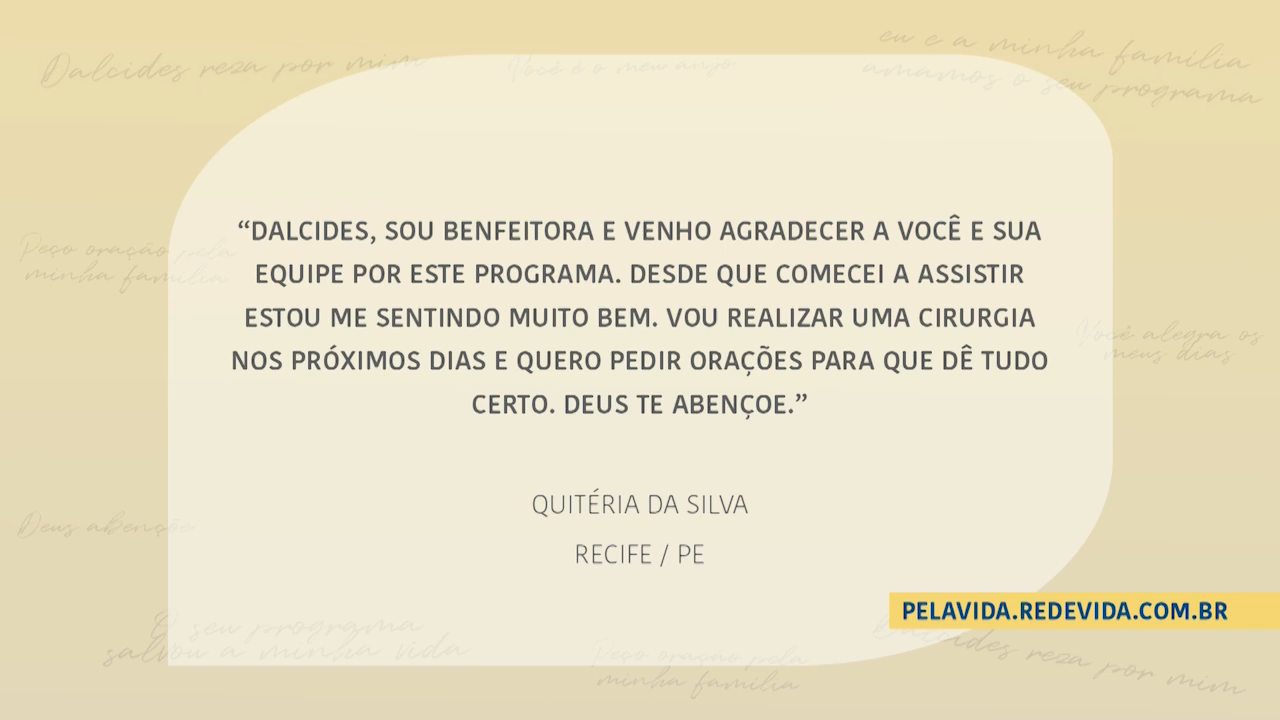 Dalcides reza por mim
Você é o meu anjo
eu e a minha família
amamos o seu programa
“DALCIDES, SOU BENFEITORA E VENHO AGRADECER A VOCÊ E SUA
EQUIPE POR ESTE PROGRAMA. DESDE QUE COMECEI A ASSISTIR
ESTOU ME SENTINDO MUITO BEM. VOU REALIZAR UMA CIRURGIA
NOS PRÓXIMOS DIAS E QUERO PEDIR ORAÇÕES PARA QUE DÊ TUDO
CERTO. DEUS TE ABENÇOE.”
Peço oração pela
minha família
Você alegra os
meus dias
QUITÉRIA DA SILVA
RECIFE / PE
Deus abençõe
PELAVIDA.REDEVIDA.COM.BR
O seu programa
salvou a minha vida
Peço oração pela
minha família
Dalcides reza por mim